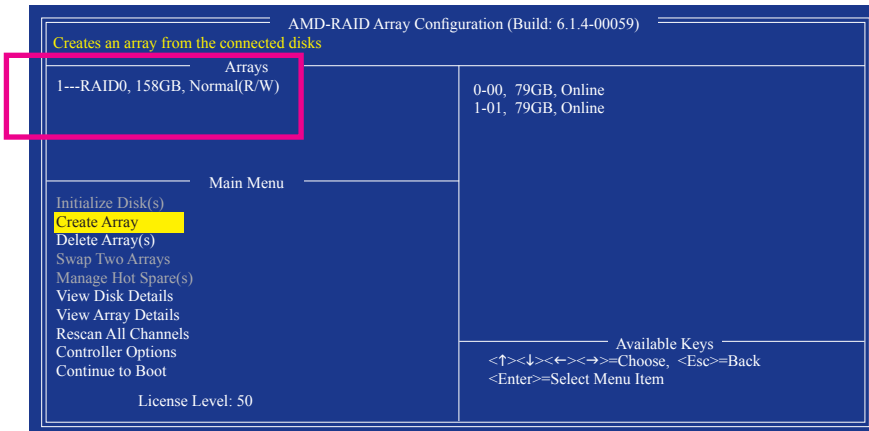 AMD-RAID Array Configuration (Build: 6.1.4-00059)
Creates an array from the connected disks
Arrays
1---RAID0, 158GB, Normal(R/W)
0-00, 79GB, Online
1-01, 79GB, Online
Main Menu
Initialize Disk(s)
Create Array
Delete Array(s)
Swap Two Arrays
Manage Hot Spare(s)
View Disk Details
View Array Details
Rescan All Channels
Controller Options
Continue to Boot
License Level: 50
Available Keys
<↑><↓><←><→>=Choose, <Esc>=Back
<Enter>=Select Menu Item